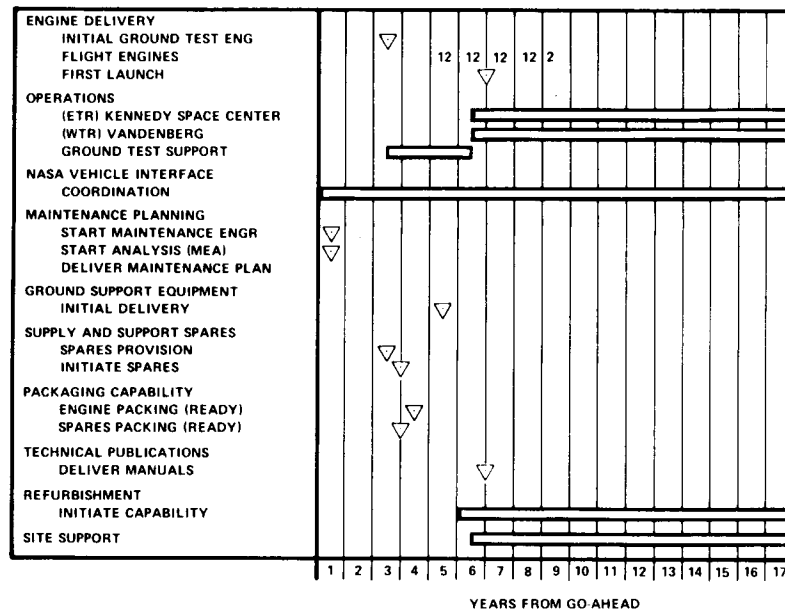 ENGINE DELIVERY
INITIAL GROUND TEST ENG
FLIGHT ENGINES 12 12 12 12 2
FIRST LAUNCH
OPERATIONS
(ETR) KENNEDY SPACE CENTER
(WTR) VANDENBERG
GROUND TEST SUPPORT
NASA VEHICLE INTERFACE
COORDINATION
MAINTENANCE PLANNING
START MAINTENANCE ENGR
START ANALYSIS (MEA)
DELIVER MAINTENANCE PLAN
GROUND SUPPORT EQUIPMENT
INITIAL DELIVERY
SUPPLY AND SUPPORT SPARES
SPARES PROVISION
INITIATE SPARES
PACKAGING CAPABILITY
ENGINE PACKING (READY)
SPARES PACKING (READY)
TECHNICAL PUBLICATIONS
DELIVER MANUALS
REFURBISHMENT
INITIATE CAPABILITY
SITE SUPPORT
1 2 3 4 5 6 7 8 9 10 11 12 13 14 15 16 17
YEARS FROM GO-AHEAD